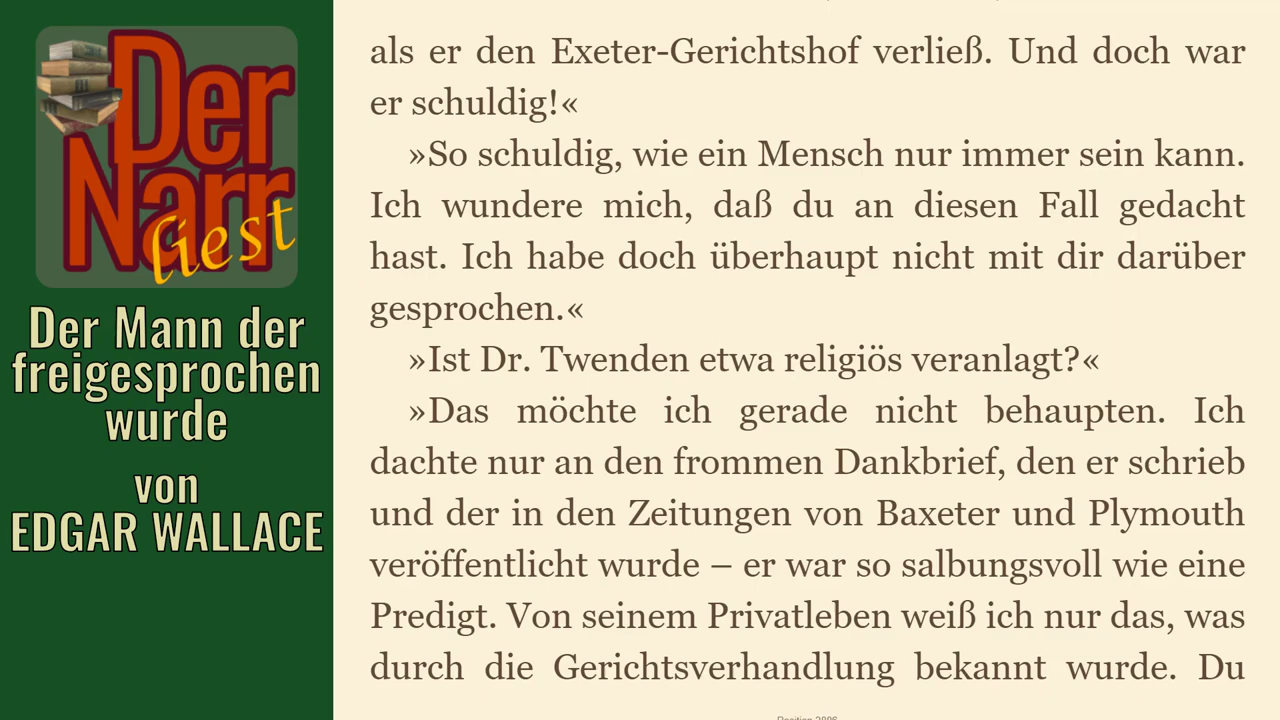 Der
Narr
liest
Der Mann der
freigesprochen
wurde
von
EDGAR WALLACE
als er den Exeter-Gerichtshof verließ. Und doch war
er schuldig!«
»So schuldig, wie ein Mensch nur immer sein kann.
Ich wundere mich, daß du an diesen Fall gedacht
hast. Ich habe doch überhaupt nicht mit dir darüber
gesprochen.«
»Ist Dr. Twenden etwa religiös veranlagt?«
»Das möchte ich gerade nicht behaupten. Ich
dachte nur an den frommen Dankbrief, den er schrieb
und der in den Zeitungen von Baxeter und Plymouth
veröffentlicht wurde – er war so salbungsvoll wie eine
Predigt. Von seinem Privatleben weiß ich nur das, was
durch die Gerichtsverhandlung bekannt wurde. Du